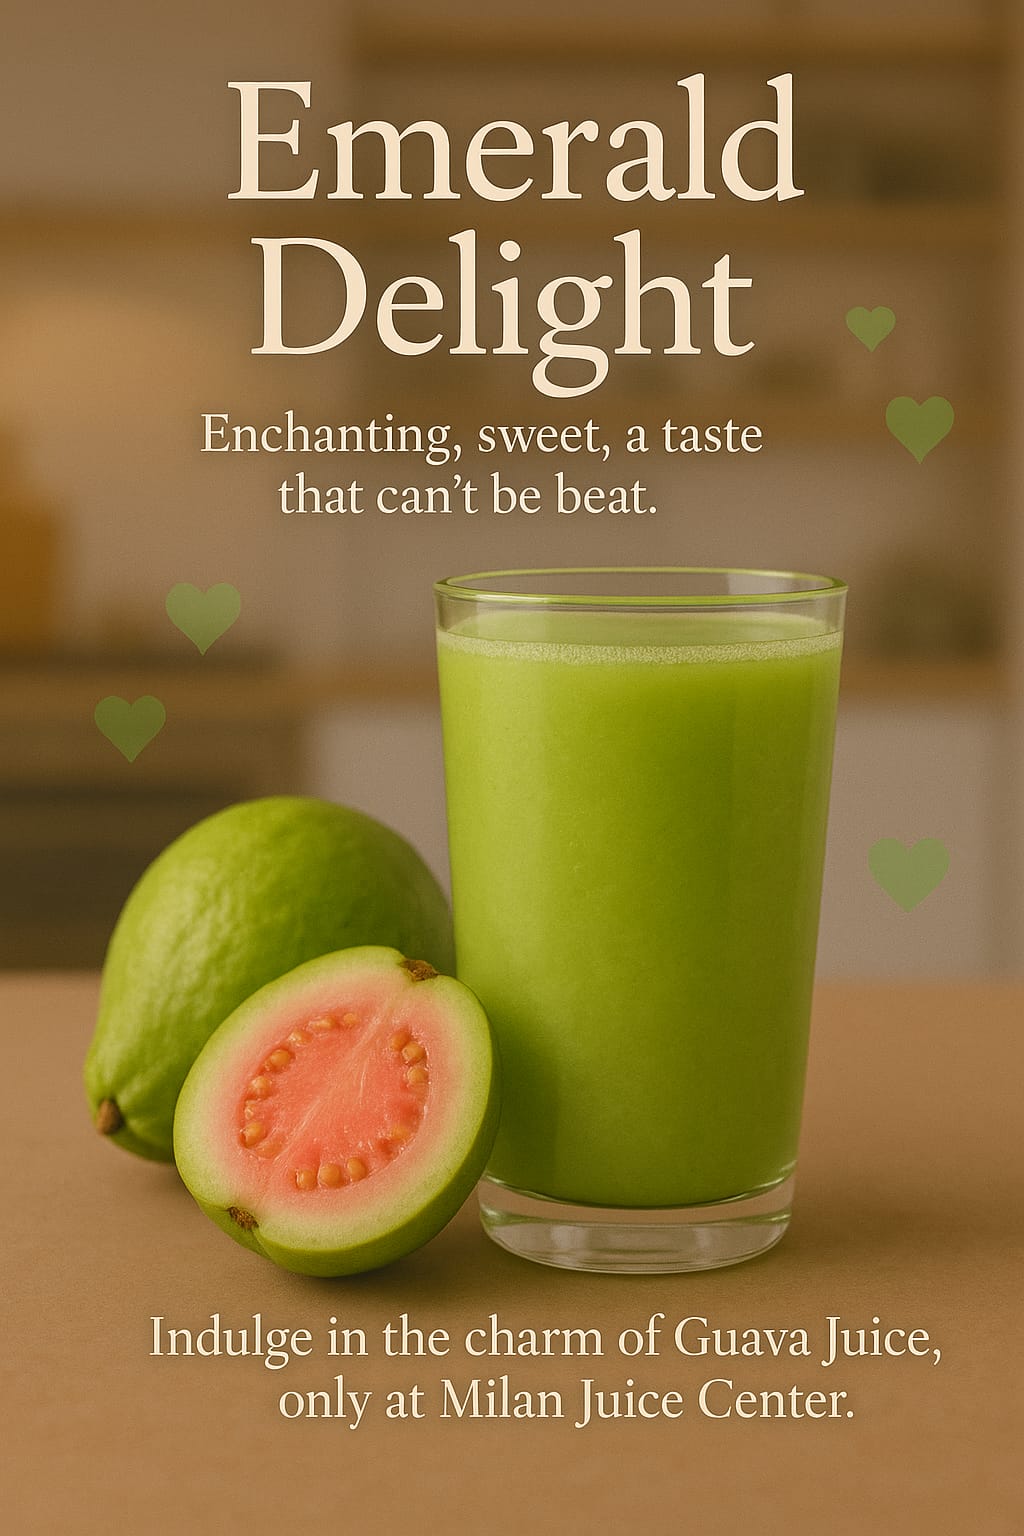 Emerald
Delight
Enchanting, sweet, a taste
that can’t be beat.
Indulge in the charm of Guava Juice,
only at Milan Juice Center.